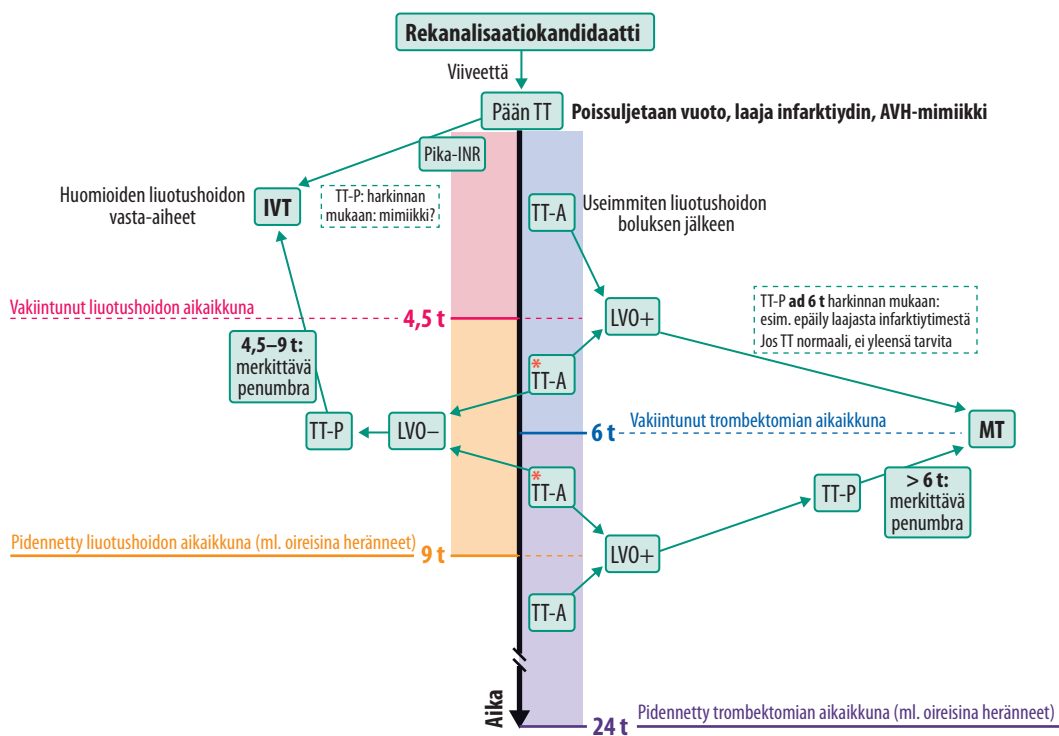 Rekanalisaatiokandidaatti
Viiveettä
Pään TT
Poissuljetaan vuoto, laaja infarktiydin, AVH-mimiikki
Pika-INR
Huomioiden liuotushoidon
vasta-aiheet
IVT
TT-P: harkinnan
mukaan: mimiikki?
TT-A
Useimmiten liuotushoidon
boluksen jälkeen
Vakiintunut liuotushoidon aikaikkuna
4,5 t
LVO+
TT-P ad 6 t harkinnan mukaan:
esim. epäily laajasta infarktiytimestä
Jos TT normaali, ei yleensä tarvita
4,5–9 t:
merkittävä
penumbra
*
TT-A
TT-P
LVO–
6 t
Vakiintunut trombektomian aikaikkuna
MT
*
TT-A
TT-P
> 6 t:
merkittävä
penumbra
Pidennetty liuotushoidon aikaikkuna (ml. oireisina heränneet)
9 t
LVO+
TT-A
Aika
24 t
Pidennetty trombektomian aikaikkuna (ml. oireisina heränneet)